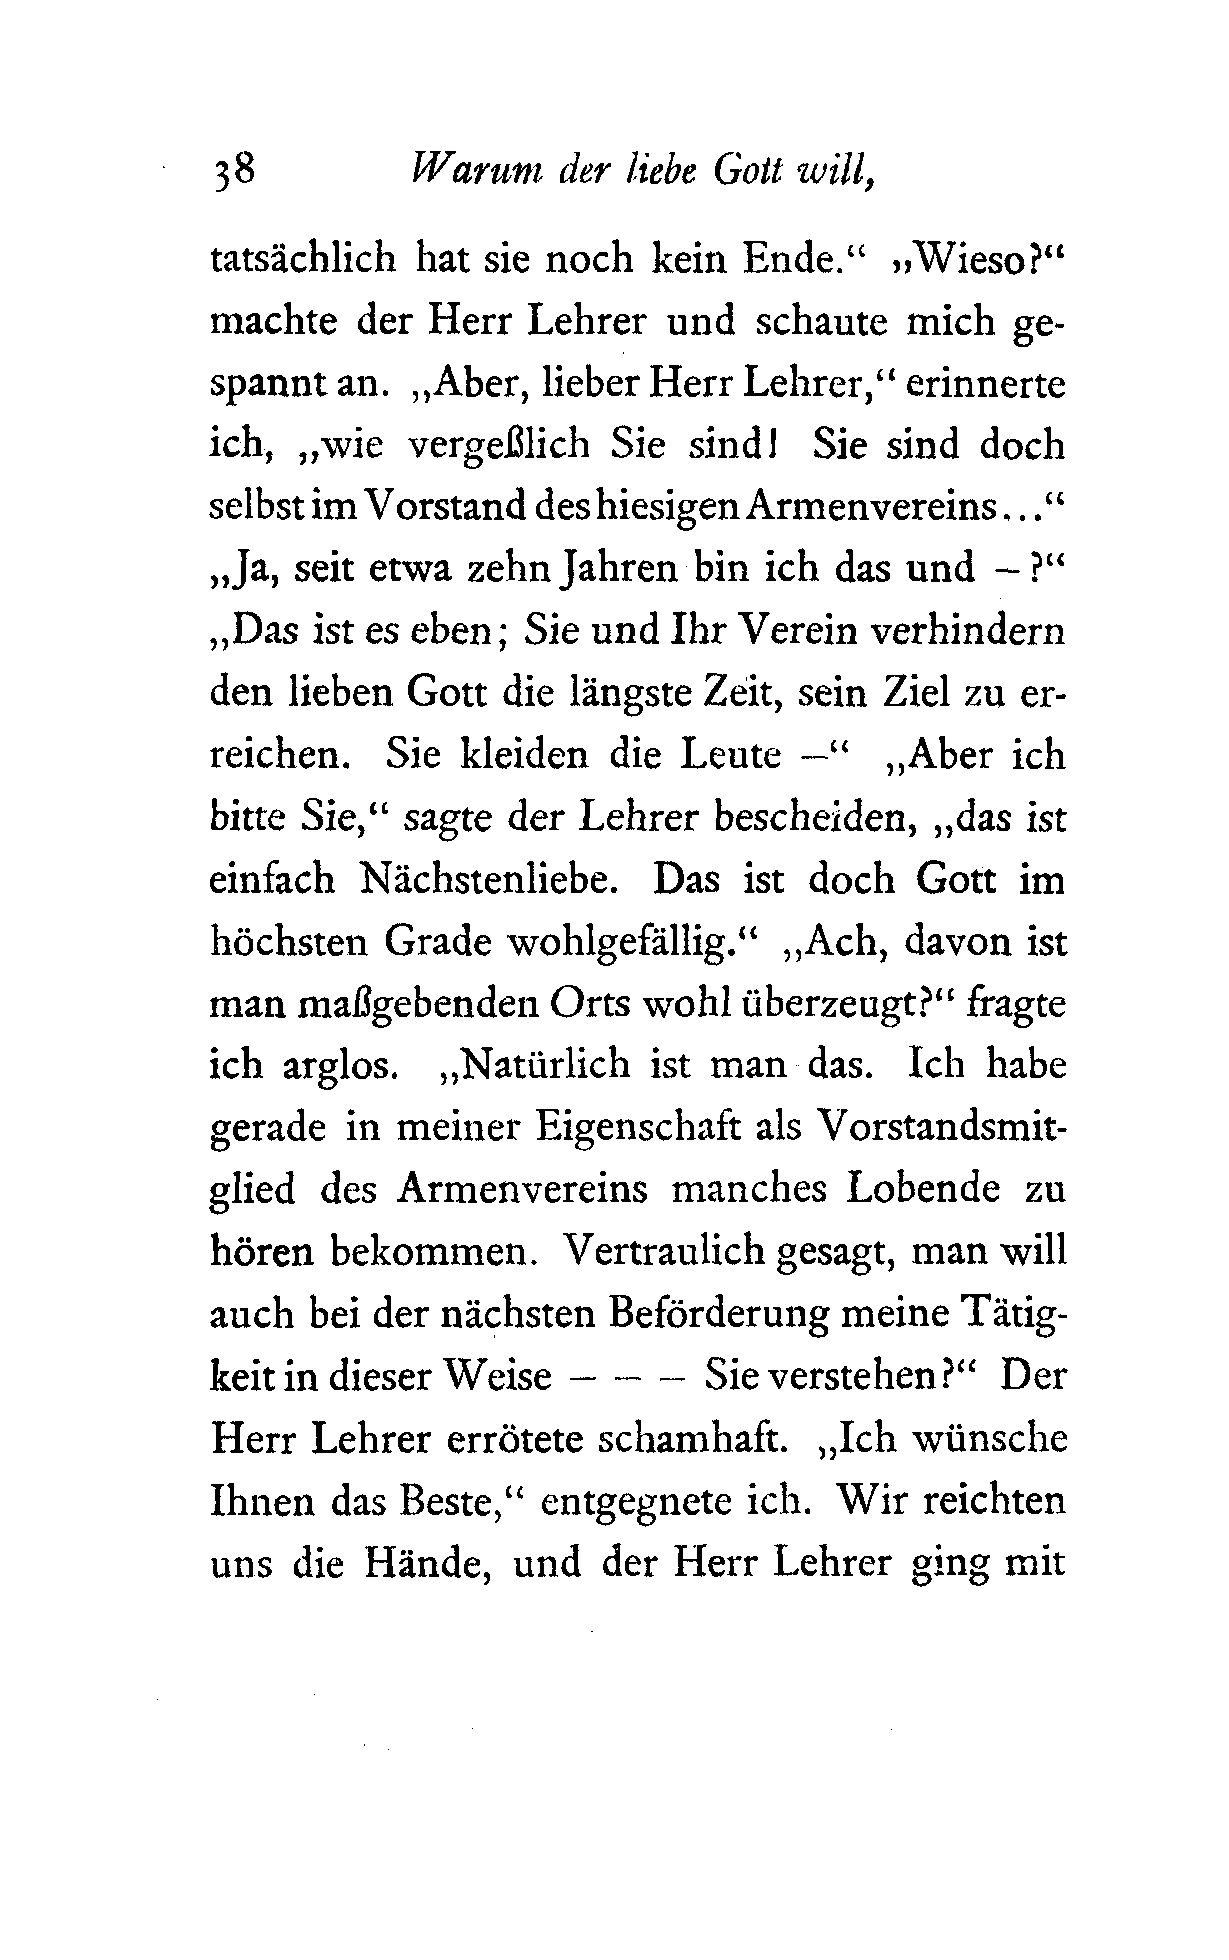 38 Warum der liebe Gott will,
tatsächlich hat sie noch kein Ende.“ „Wieso?“
machte der Herr Lehrer und schaute mich ge-
spannt an. „Aber, lieber Herr Lehrer,“ erinnerte
ich, „wie vergeßlich Sie sind! Sie sind doch
selbst im Vorstand des hiesigen Armenvereins...“
„Ja, seit etwa zehn Jahren bin ich das und – ?“
„Das ist es eben; Sie und Ihr Verein verhindern
den lieben Gott die längste Zeit, sein Ziel zu er-
reichen. Sie kleiden die Leute –“ „Aber ich
bitte Sie,“ sagte der Lehrer bescheiden, „das ist
einfach Nächstenliebe. Das ist doch Gott im
höchsten Grade wohlgefällig.“ „Ach, davon ist
man maßgebenden Orts wohl überzeugt?“ fragte
ich arglos. „Natürlich ist man das. Ich habe
gerade in meiner Eigenschaft als Vorstandsmit-
glied des Armenvereins manches Lobende zu
hören bekommen. Vertraulich gesagt, man will
auch bei der nächsten Beförderung meine Tätig-
keit in dieser Weise – – – Sie verstehen?“ Der
Herr Lehrer errötete schamhaft. „Ich wünsche
Ihnen das Beste,“ entgegnete ich. Wir reichten
uns die Hände, und der Herr Lehrer ging mit